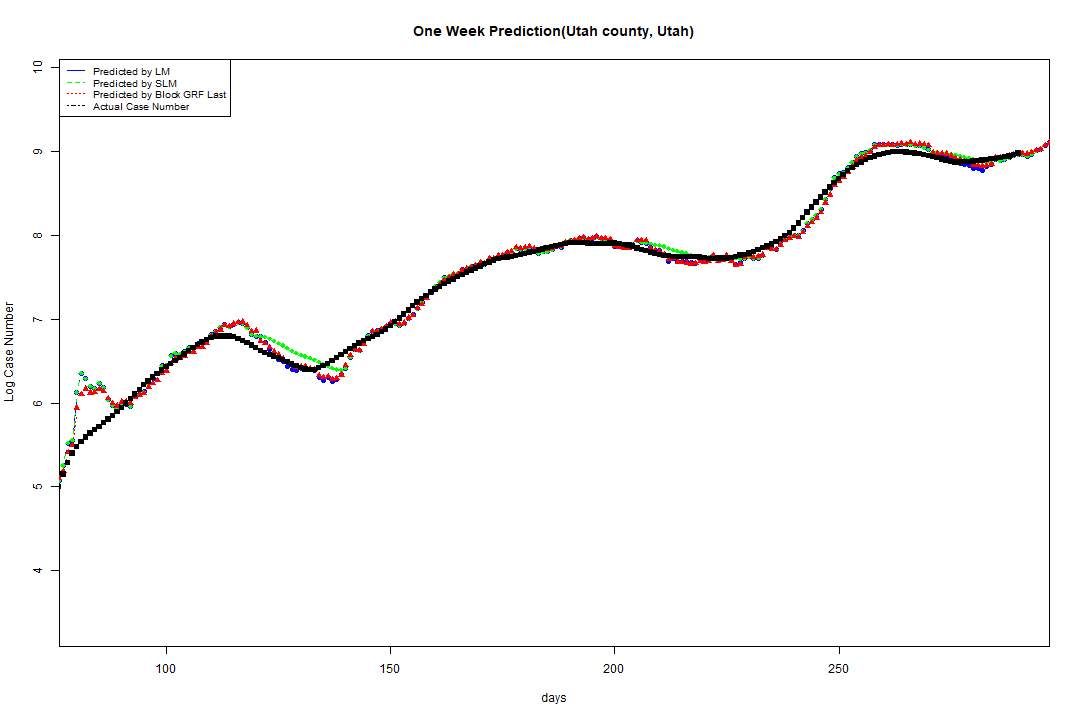 One Week Prediction(Utah county, Utah)
Predicted by LM
Predicted by SLM
Predicted by Block GRF Last
Actual Case Number
10
9
8
7
6
5
4
Log Case Number
100 150 200 250
days